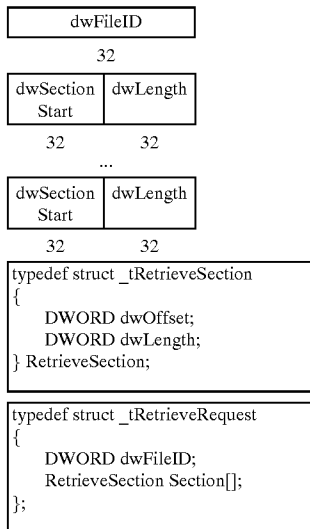 dwFileID
32
dwSection dwLength
Start
32 32
...
dwSection dwLength
Start
32 32
typedef struct _tRetrieveSection
{
DWORD dwOffset;
DWORD dwLength;
} RetrieveSection;
typedef struct _tRetrieveRequest
{
DWORD dwFileID;
RetrieveSection Section[];
};